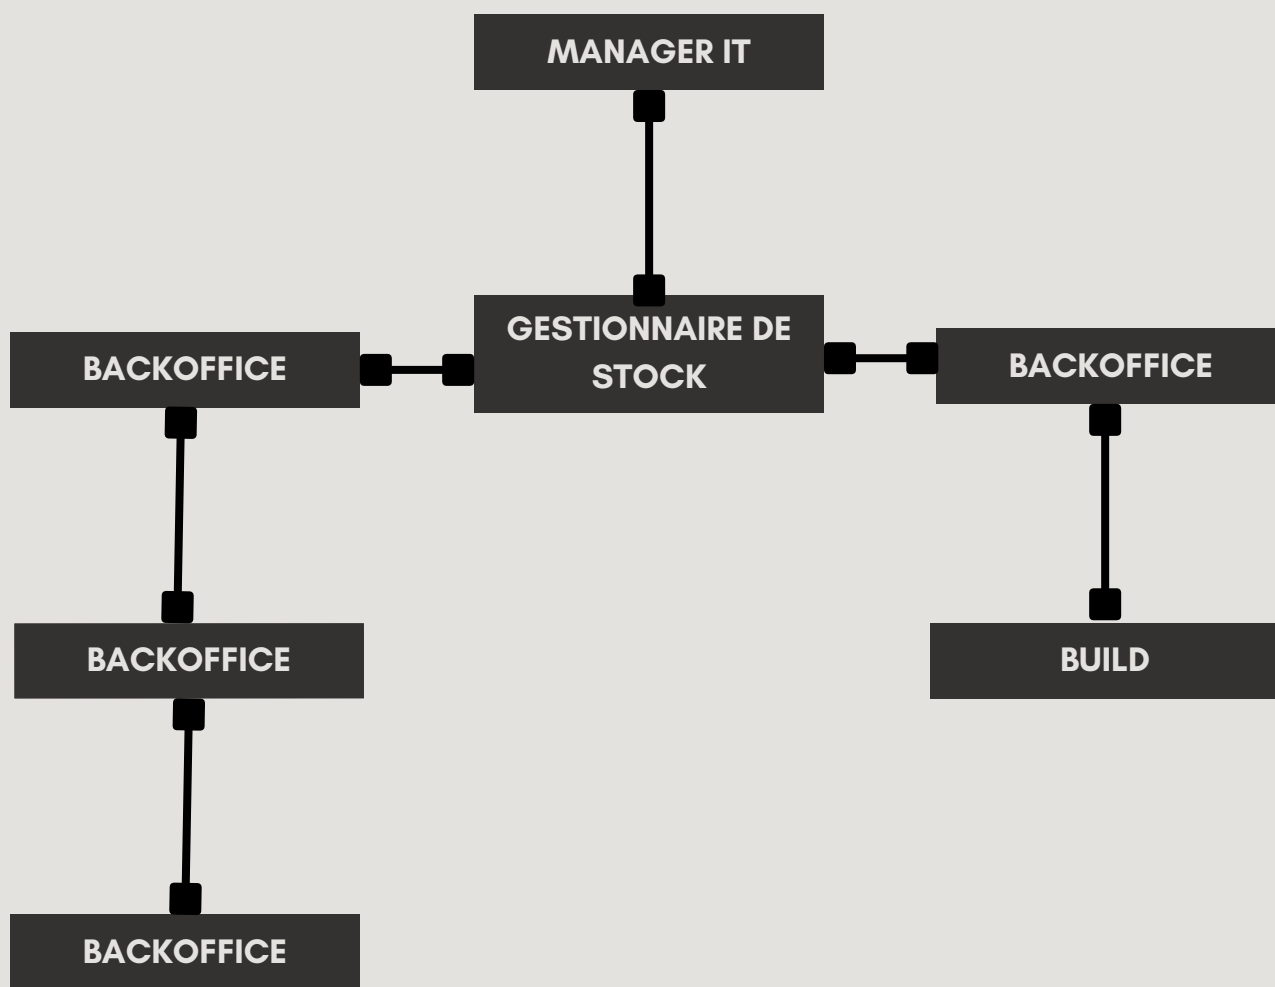 MANAGER IT
GESTIONNAIRE DE
STOCK
BACKOFFICE
BACKOFFICE
BACKOFFICE
BUILD
BACKOFFICE